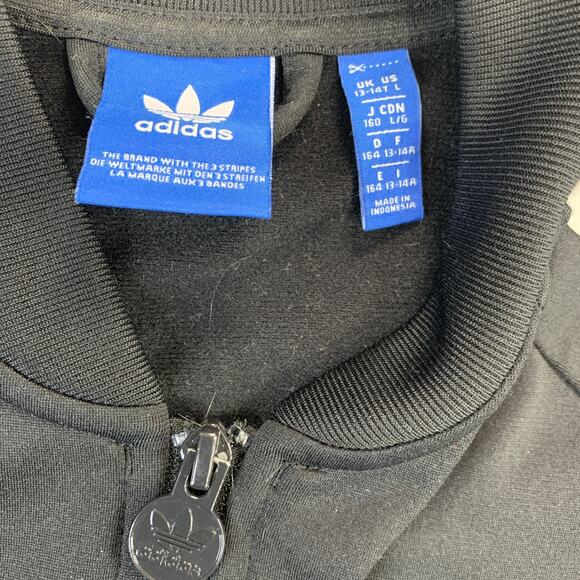 adidas
THE BRAND WITH THE 3 STRIPES
DIE WELTMARKE MIT DEN 3 STREIFEN
LA MARQUE AUX 3 BANDES
UK US
13-14Y L
J CDN
160 L/G
D F
164 13-14A
E I
164 13-14A
MADE IN
INDONESIA
adidas